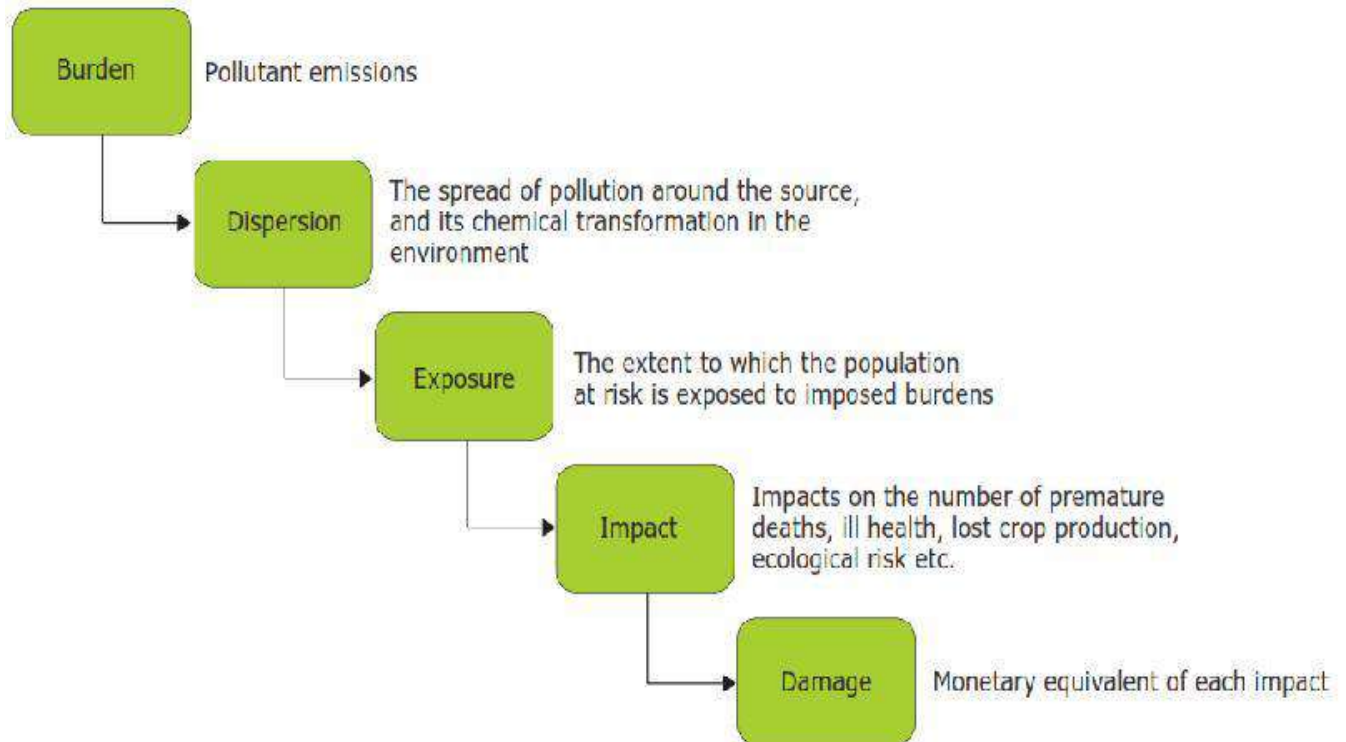 Burden
Pollutant emissions
Dispersion
The spread of pollution around the source,
and its chemical transformation in the
environment
Exposure
The extent to which the population
at risk is exposed to imposed burdens
Impact
Impacts on the number of premature
deaths, ill health, lost crop production,
ecological risk etc.
Damage
Monetary equivalent of each impact